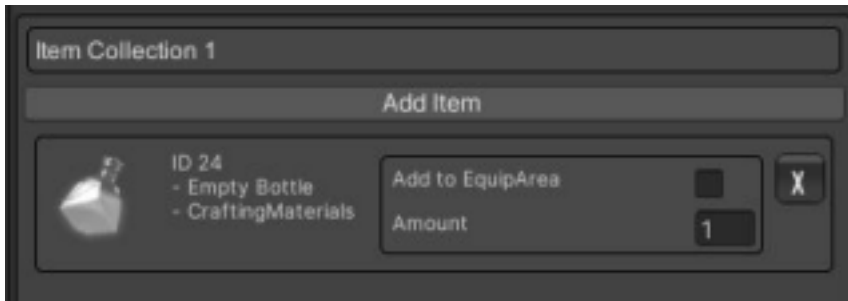 Item Collection 1
Add Item
ID 24
- Empty Bottle
- CraftingMaterials
Add to EquipArea
Amount
1
X